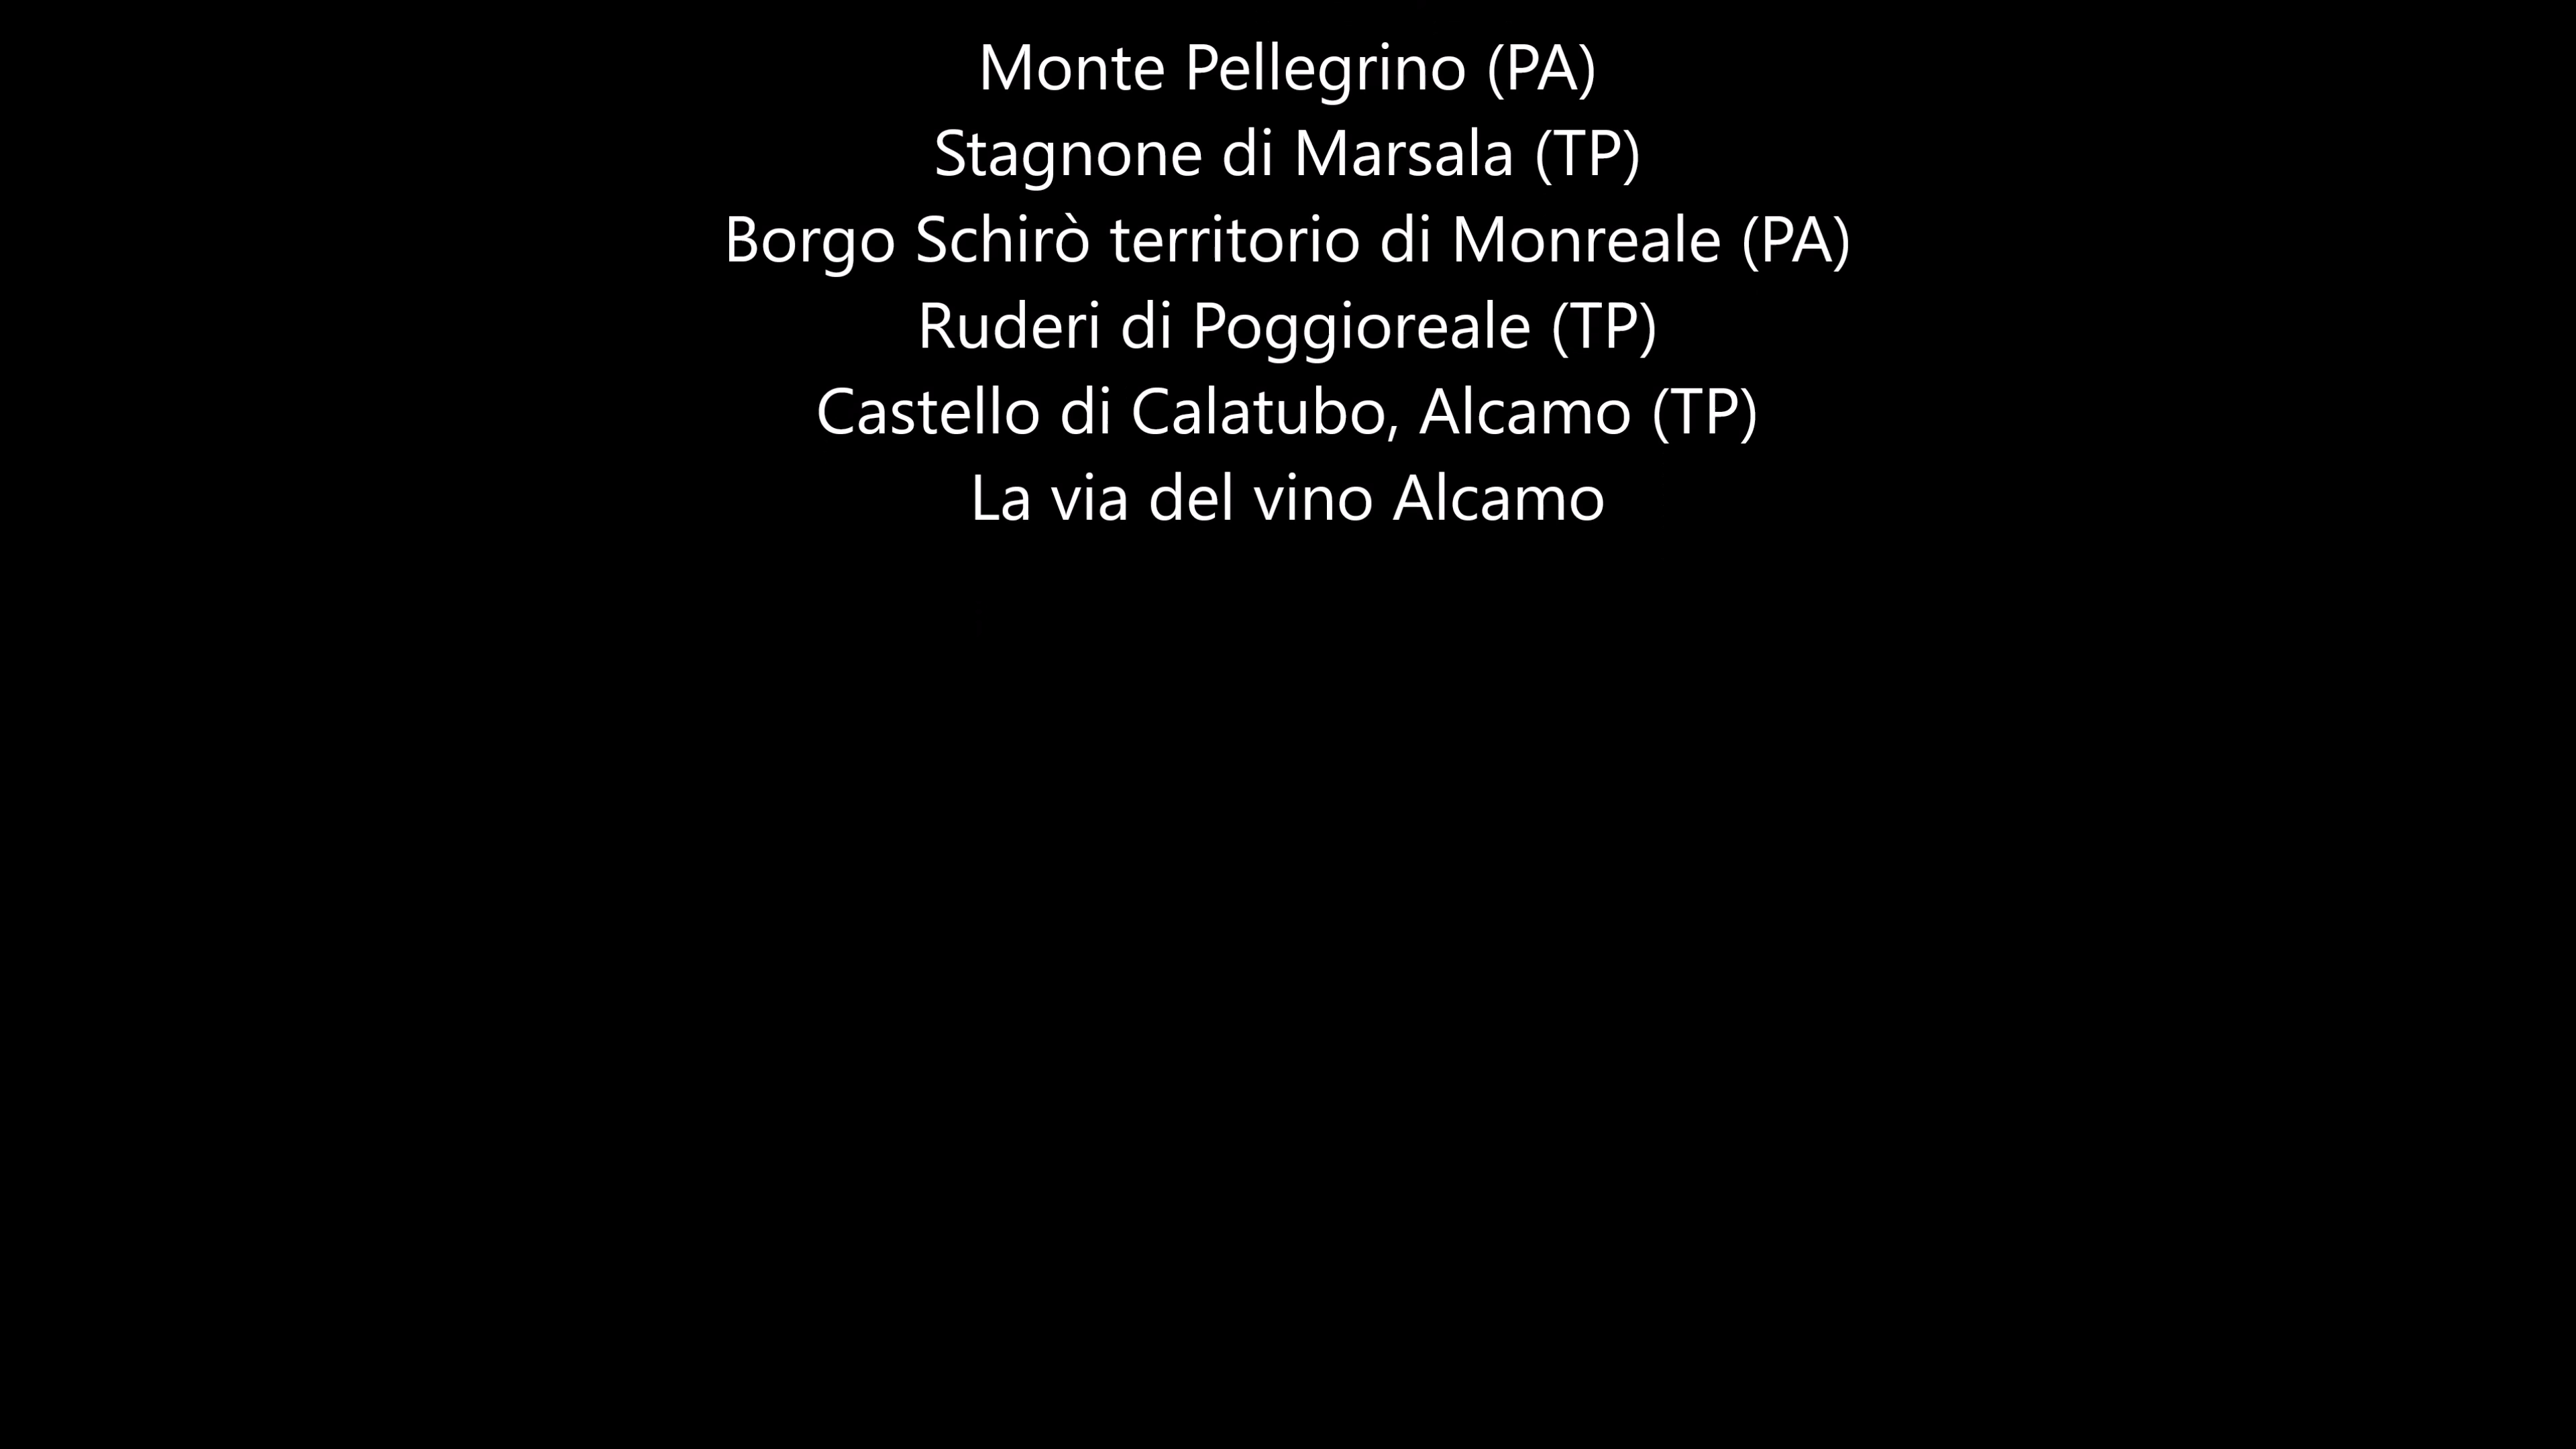 Monte Pellegrino (PA)
Stagnone di Marsala (TP)
Borgo Schirò territorio di Monreale (PA)
Ruderi di Poggioreale (TP)
Castello di Calatubo, Alcamo (TP)
La via del vino Alcamo